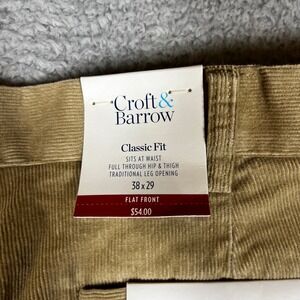 Croft&
Barrow
Classic Fit
SITS AT WAIST
FULL THROUGH HIP & THIGH
TRADITIONAL LEG OPENING
38 x 29
FLAT FRONT
$54.00